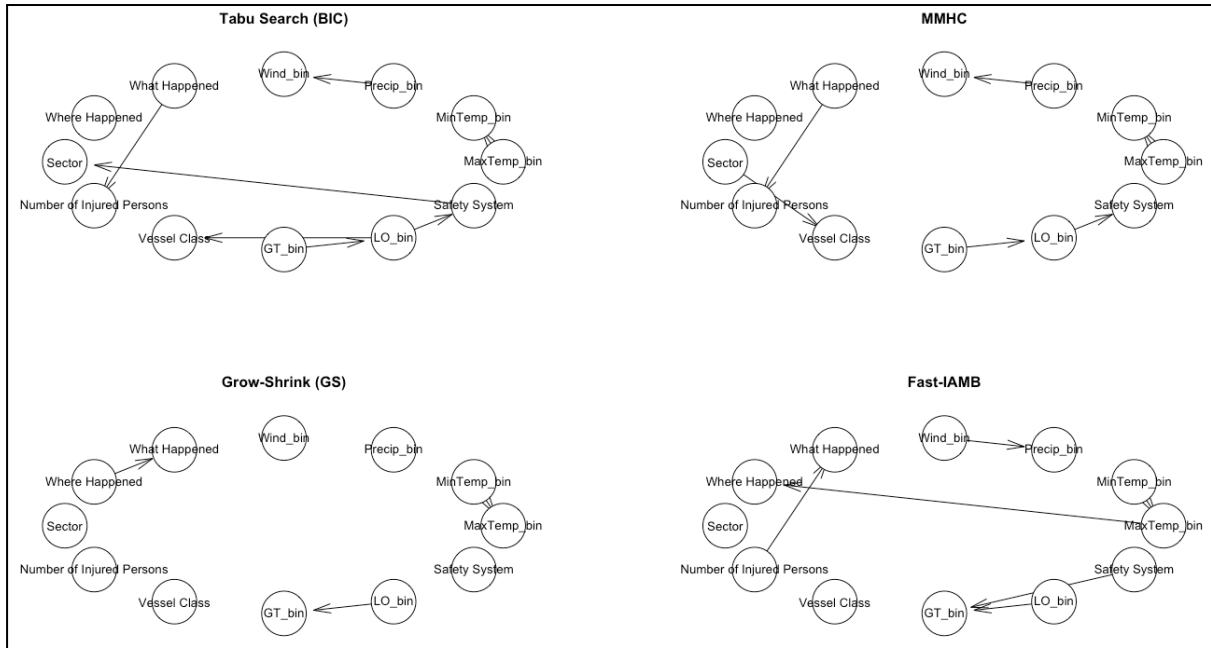 Tabu Search (BIC)
Wind_bin
Precip_bin
What Happened
MinTemp_bin
Where Happened
MaxTemp_bin
Sector
Number of Injured Persons
Safety System
Vessel Class
LO_bin
GT_bin
MMHC
Wind_bin
Precip_bin
What Happened
MinTemp_bin
Where Happened
MaxTemp_bin
Sector
Number of Injured Persons
Safety System
Vessel Class
LO_bin
GT_bin
Grow-Shrink (GS)
Wind_bin
Precip_bin
What Happened
MinTemp_bin
Where Happened
MaxTemp_bin
Sector
Number of Injured Persons
Safety System
Vessel Class
LO_bin
GT_bin
Fast-IAMB
Wind_bin
Precip_bin
What Happened
MinTemp_bin
Where Happened
MaxTemp_bin
Sector
Number of Injured Persons
Safety System
Vessel Class
LO_bin
GT_bin